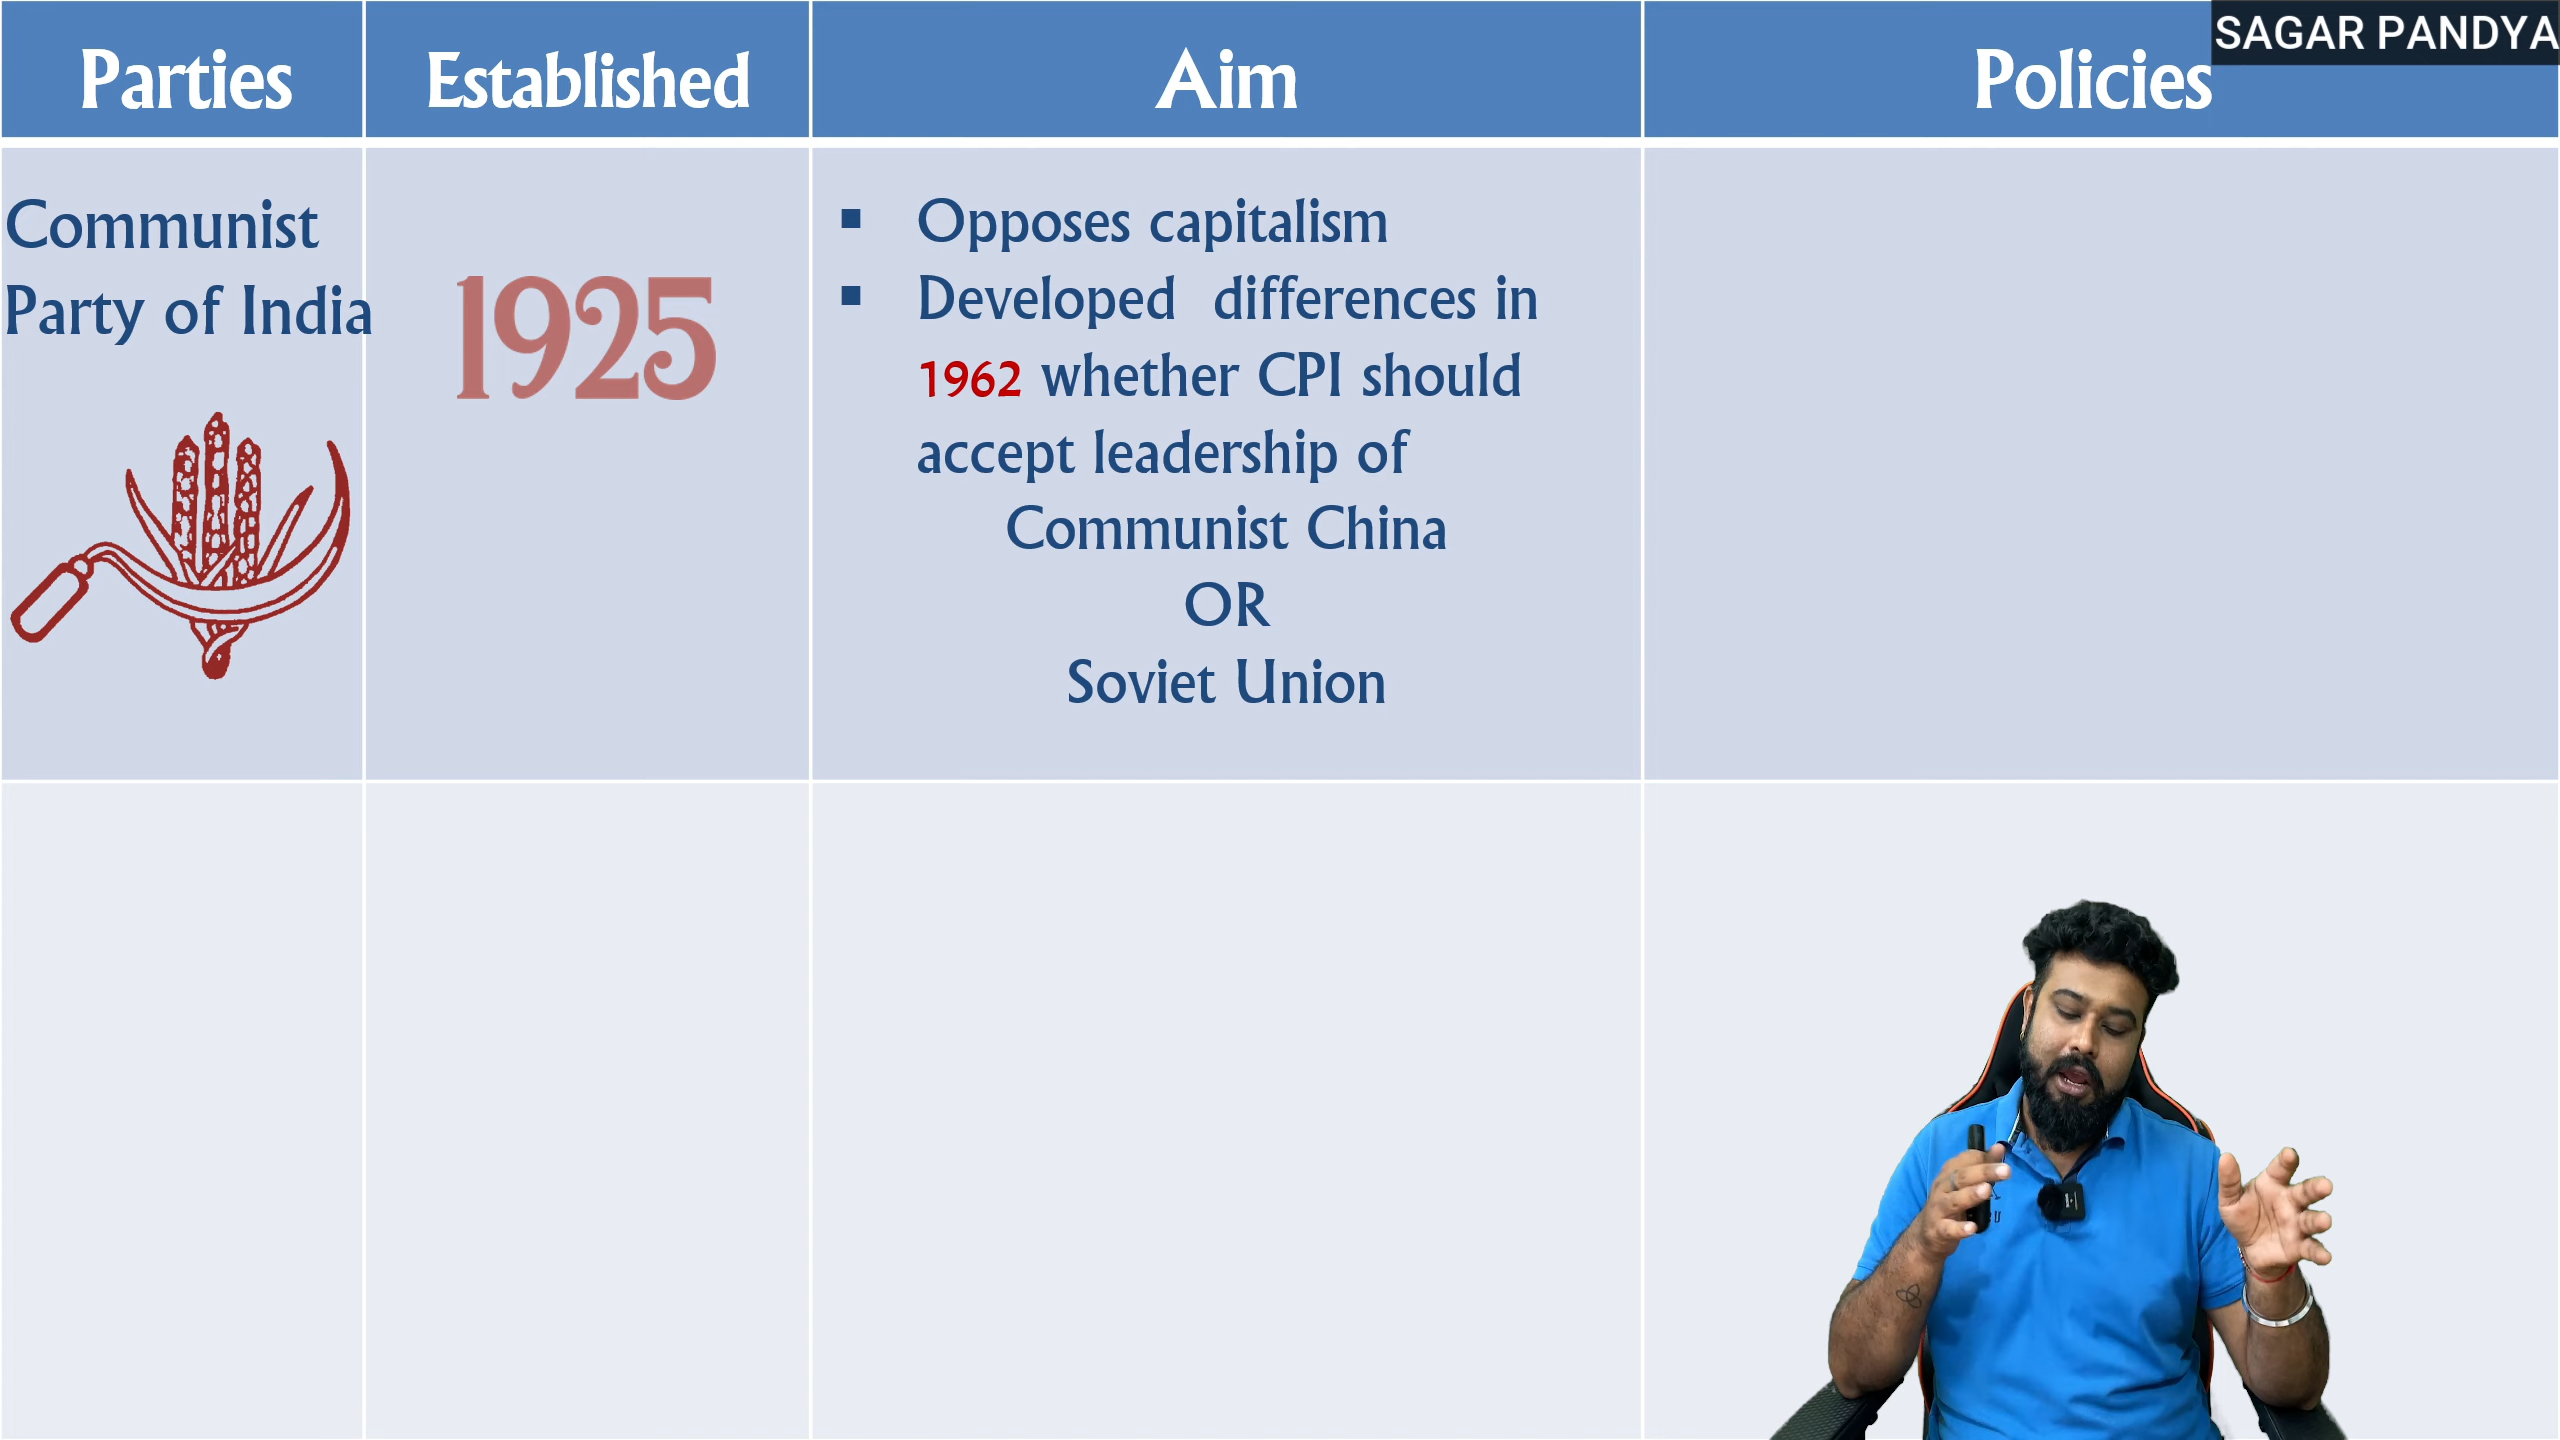 SAGAR PANDYA
Parties Established Aim Policies
Communist
Party of India
1925
▪ Opposes capitalism
▪ Developed differences in
1962 whether CPI should
accept leadership of
Communist China
OR
Soviet Union